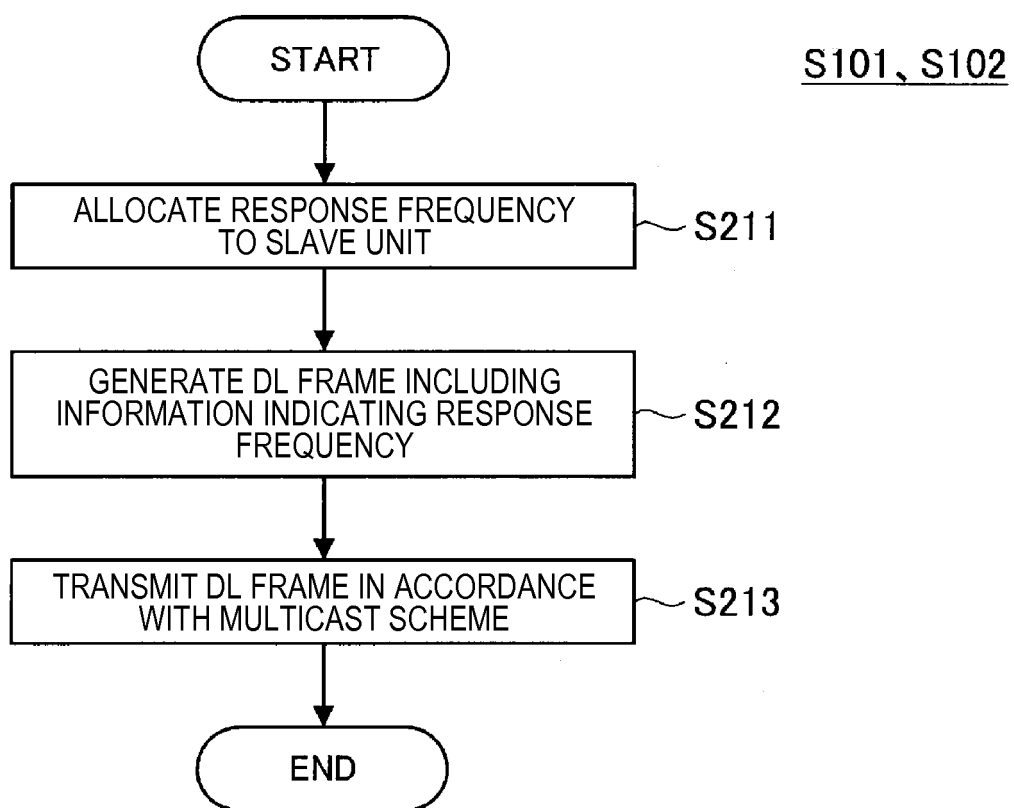 START
S101、S102
ALLOCATE RESPONSE FREQUENCY
TO SLAVE UNIT
S211
GENERATE DL FRAME INCLUDING
INFORMATION INDICATING RESPONSE
FREQUENCY
S212
TRANSMIT DL FRAME IN ACCORDANCE
WITH MULTICAST SCHEME
S213
END